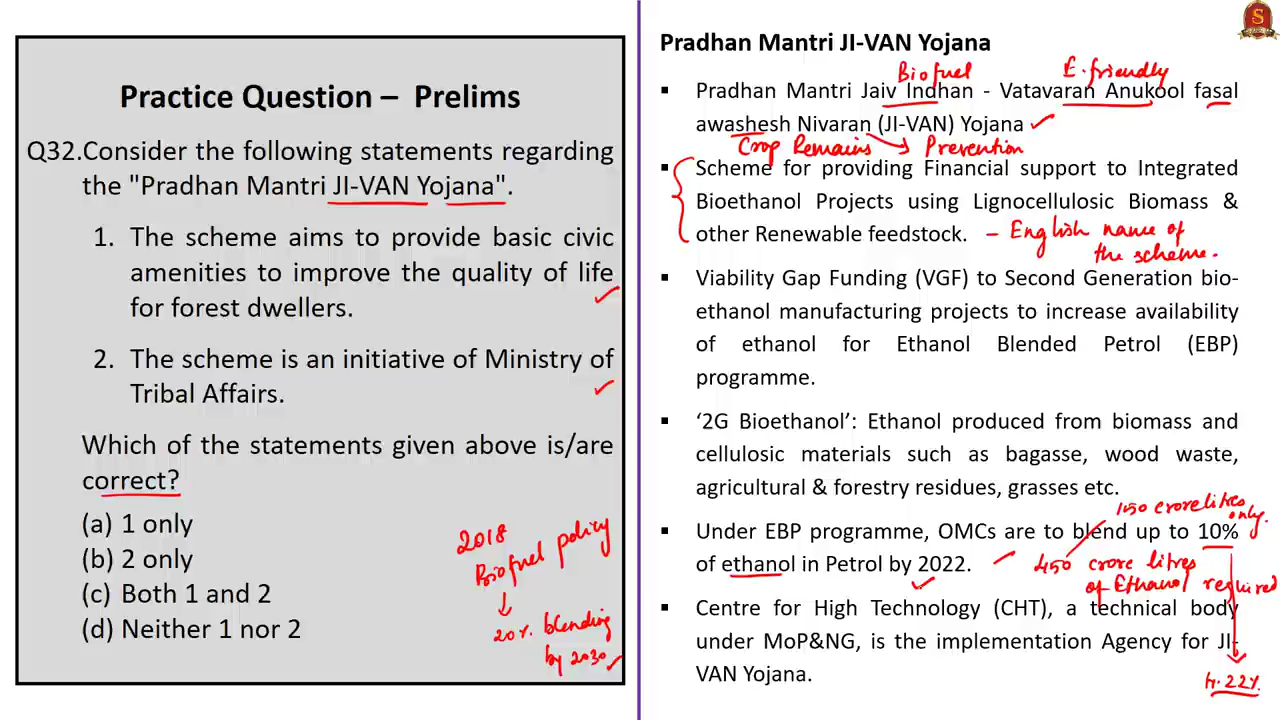 Practice Question – Prelims
Q32.Consider the following statements regarding
the "Pradhan Mantri JI-VAN Yojana".
1. The scheme aims to provide basic civic
amenities to improve the quality of life
for forest dwellers.
2. The scheme is an initiative of Ministry of
Tribal Affairs.
Which of the statements given above is/are
correct?
(a) 1 only
(b) 2 only
(c) Both 1 and 2
(d) Neither 1 nor 2
2018
Biofuel policy
20% blending
by 2030
Pradhan Mantri JI-VAN Yojana
Biofuel E.friendly
▪ Pradhan Mantri Jaiv Indhan - Vatavaran Anukool fasal
awashesh Nivaran (JI-VAN) Yojana
Crop Remains Prevention
▪ Scheme for providing Financial support to Integrated
Bioethanol Projects using Lignocellulosic Biomass &
other Renewable feedstock.
– English name of
the scheme.
▪ Viability Gap Funding (VGF) to Second Generation bio-
ethanol manufacturing projects to increase availability
of ethanol for Ethanol Blended Petrol (EBP)
programme.
▪ ‘2G Bioethanol’: Ethanol produced from biomass and
cellulosic materials such as bagasse, wood waste,
agricultural & forestry residues, grasses etc.
150 crore litres
only.
▪ Under EBP programme, OMCs are to blend up to 10%
of ethanol in Petrol by 2022.
450 crore litres
of Ethanol required
▪ Centre for High Technology (CHT), a technical body
under MoP&NG, is the implementation Agency for JI-
VAN Yojana.
4.22%